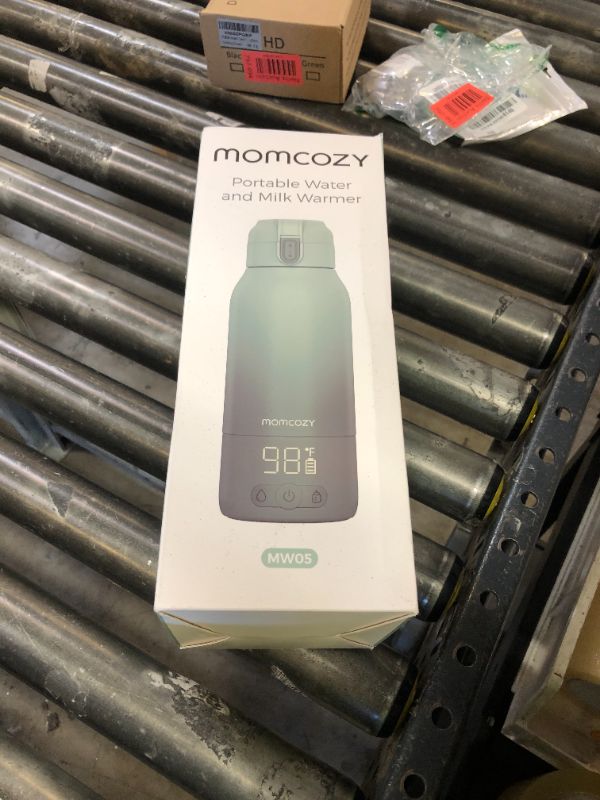 HD
Green
momcozy
Portable Water
and Milk Warmer
momcozy
98°F
MW05